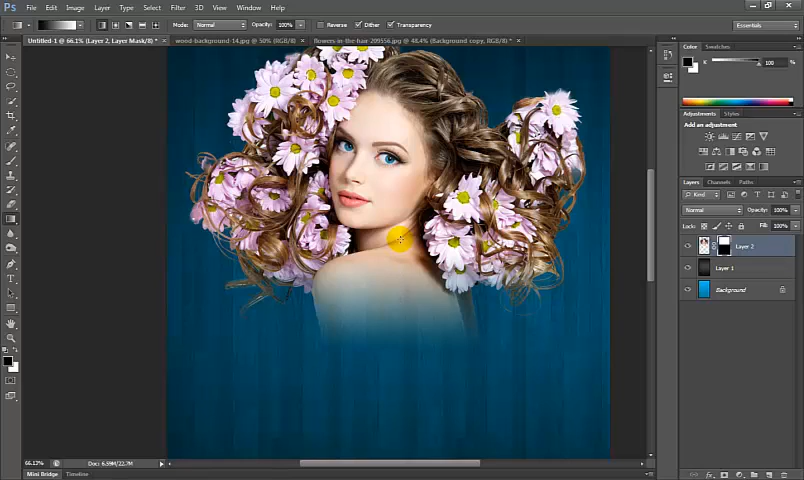 Ps File Edit Image Layer Type Select Filter 3D View Window Help
Mode: Normal Opacity: 100% Reverse Dither Transparency Essentials
Untitled-1 @ 66.1% (Layer 2, Layer Mask/8) * × wood-background-14.jpg @ 50% (RGB/8) × flowers-in-the-hair-209556.jpg @ 48.4% (Background copy, RGB/8) * ×
Color Swatches
K 100 %
Adjustments Styles
Add an adjustment
Layers Channels Paths
Kind
Normal Opacity: 100%
Locks: Fill: 100%
Layer 2
Layer 1
Background
66.13% Doc: 6.59M/22.7M
Mini Bridge Timeline